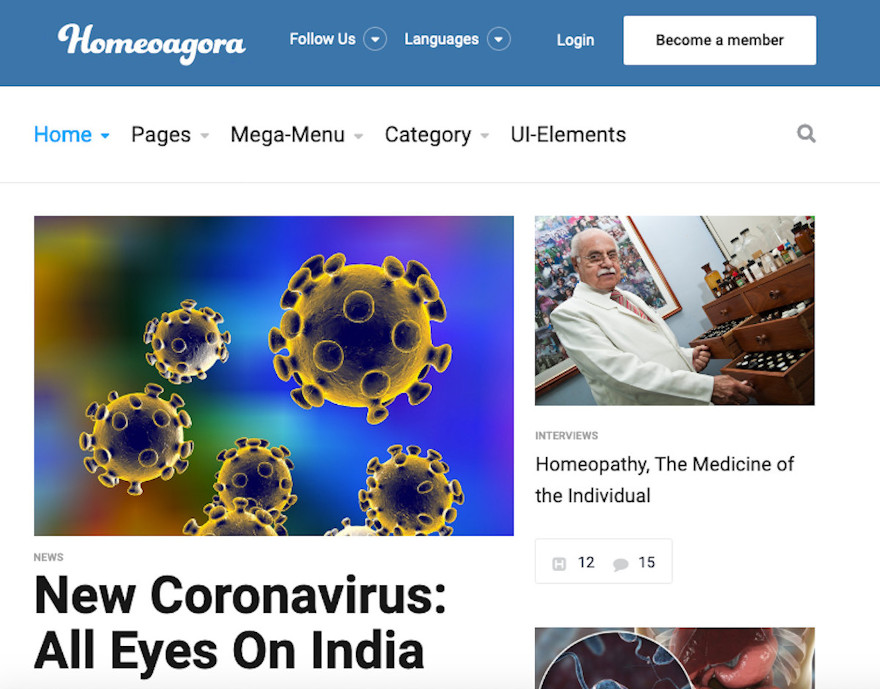 Homeoagora
Follow Us
Languages
Login
Become a member
Home
Pages
Mega-Menu
Category
UI-Elements
NEWS
New Coronavirus:
All Eyes On India
INTERVIEWS
Homeopathy, The Medicine of
the Individual
12
15